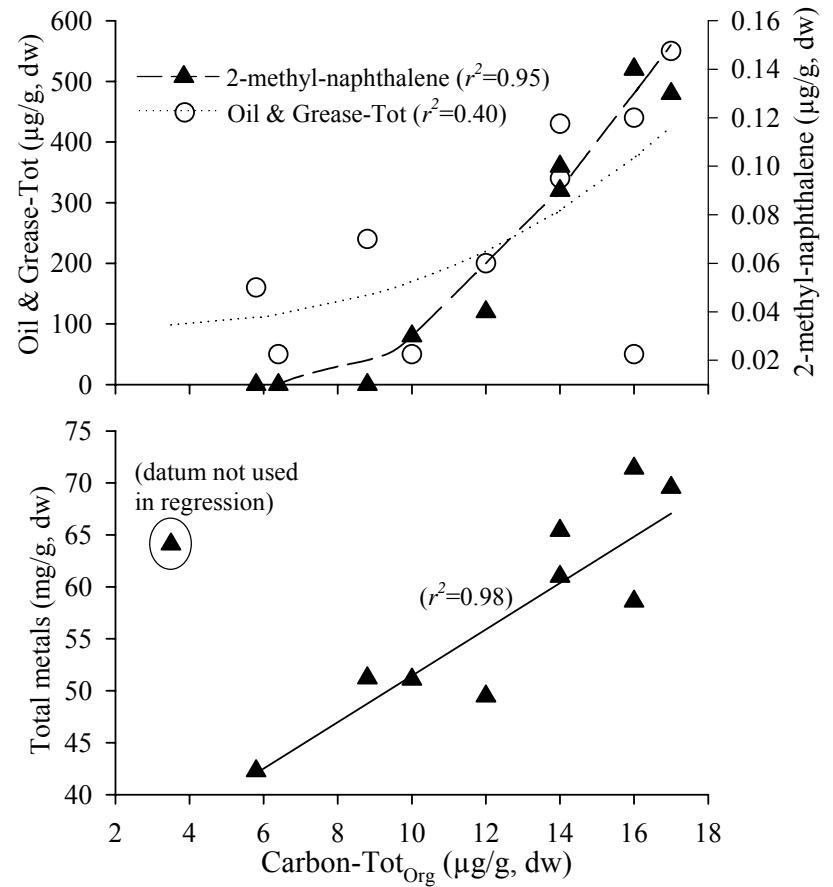 600
500
400
300
200
100
0
Oil & Grease-Tot (µg/g, dw)
2-methyl-naphthalene (r²=0.95)
Oil & Grease-Tot (r²=0.40)
0.16
0.14
0.12
0.10
0.08
0.06
0.04
0.02
2-methyl-naphthalene (µg/g, dw)
75
70
65
60
55
50
45
40
Total metals (mg/g, dw)
(datum not used
in regression)
(r²=0.98)
2 4 6 8 10 12 14 16 18
Carbon-Tot_Org (µg/g, dw)